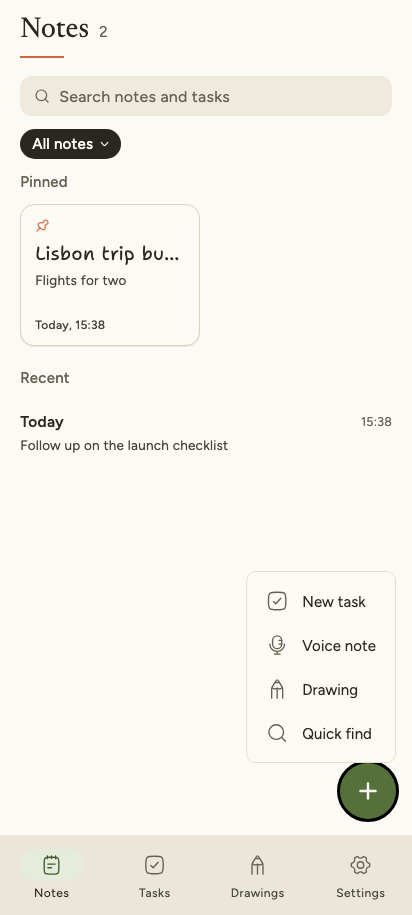 Notes 2
Search notes and tasks
All notes
Pinned
Lisbon trip bu...
Flights for two
Today, 15:38
Recent
Today 15:38
Follow up on the launch checklist
New task
Voice note
Drawing
Quick find
Notes Tasks Drawings Settings